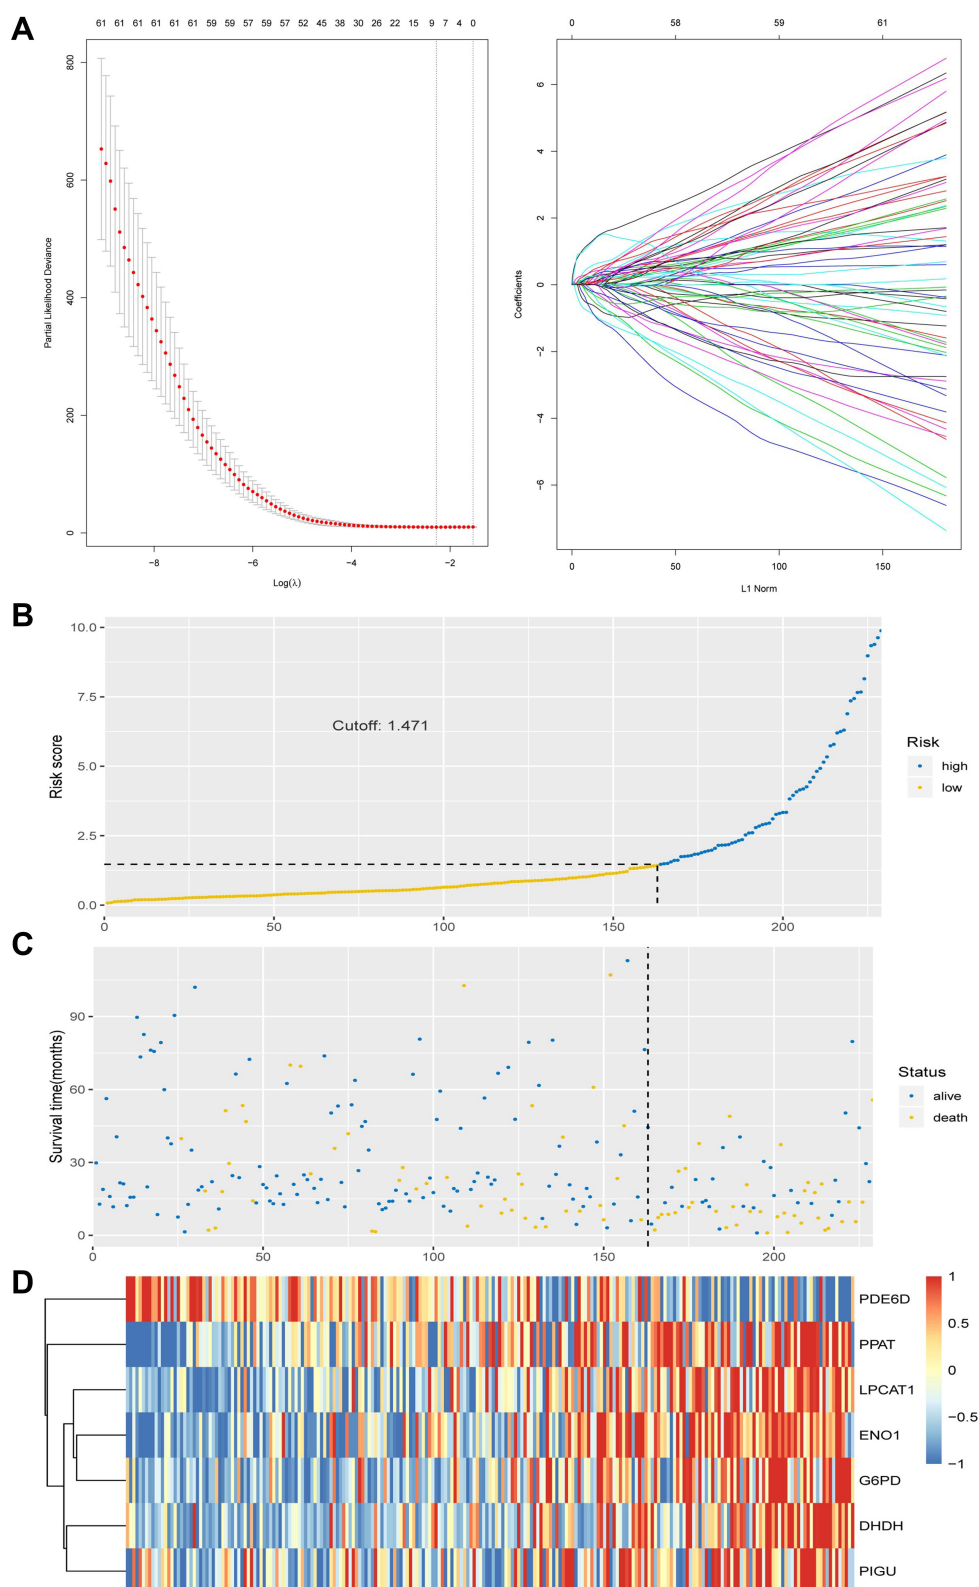 A
61 61 61 61 61 61 59 59 57 59 57 52 45 38 30 26 22 15 9 7 4 0
800
600
400
200
0
Partial Likelihood Deviance
−8 −6 −4 −2
Log(λ)
0 58 59 61
6
4
2
0
−2
−4
−6
Coefficients
0 50 100 150
L1 Norm
B
10.0
7.5
5.0
2.5
0.0
Risk score
Cutoff: 1.471
0 50 100 150 200
Risk
high
low
C
90
60
30
0
Survival time(months)
0 50 100 150 200
Status
alive
death
D
PDE6D
PPAT
LPCAT1
ENO1
G6PD
DHDH
PIGU
1
0.5
0
−0.5
−1